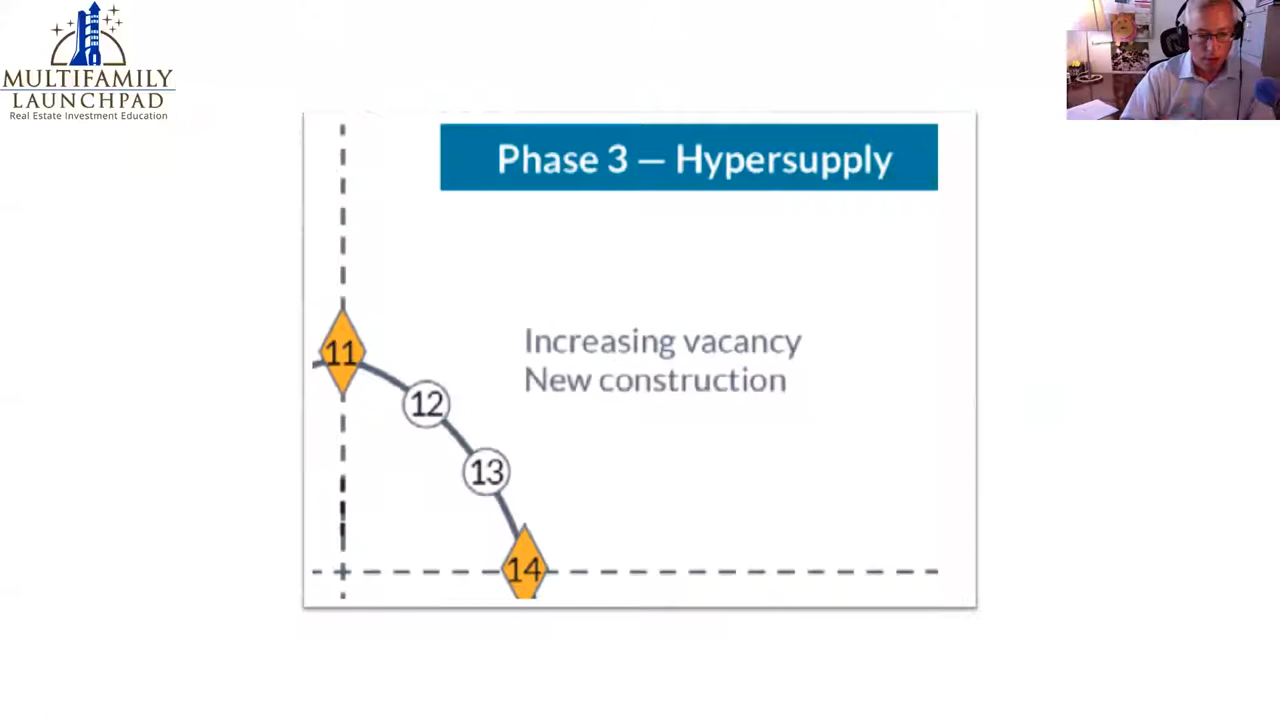 MULTIFAMILY
LAUNCHPAD
Real Estate Investment Education
Phase 3 — Hypersupply
Increasing vacancy
New construction
11
12
13
14